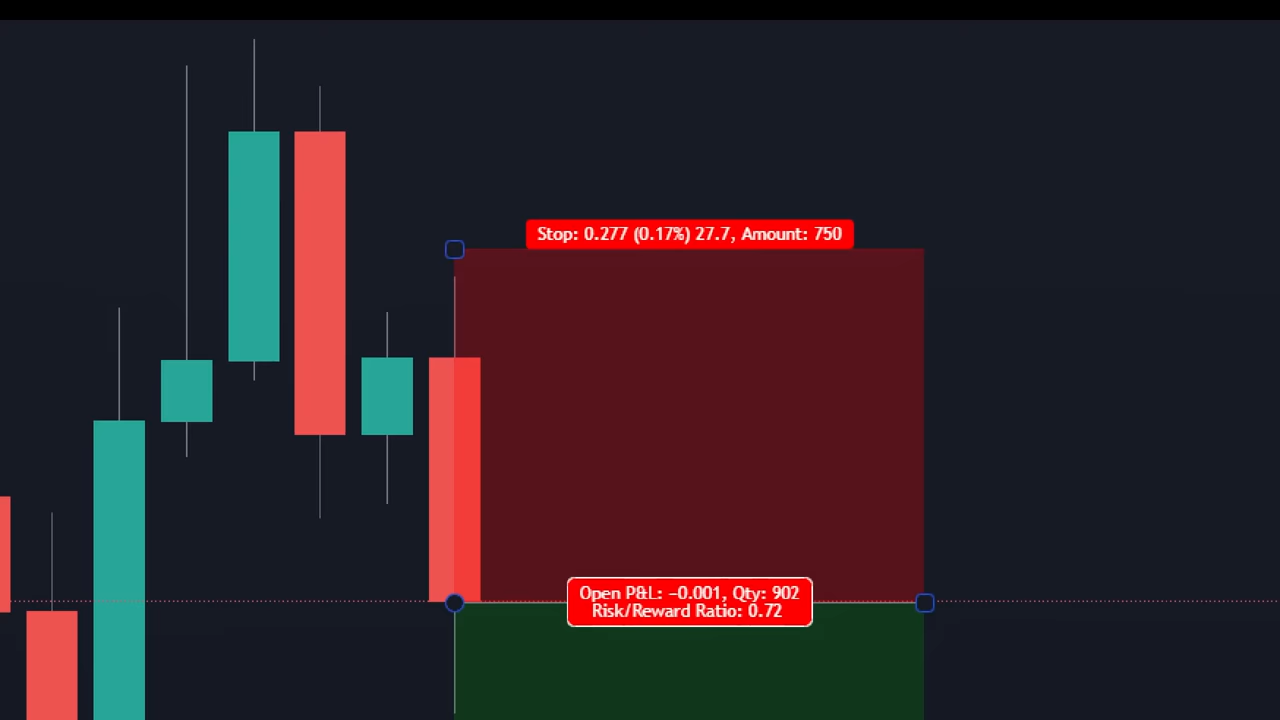 Stop: 0.277 (0.17%) 27.7, Amount: 750
Open P&L: −0.001, Qty: 902
Risk/Reward Ratio: 0.72